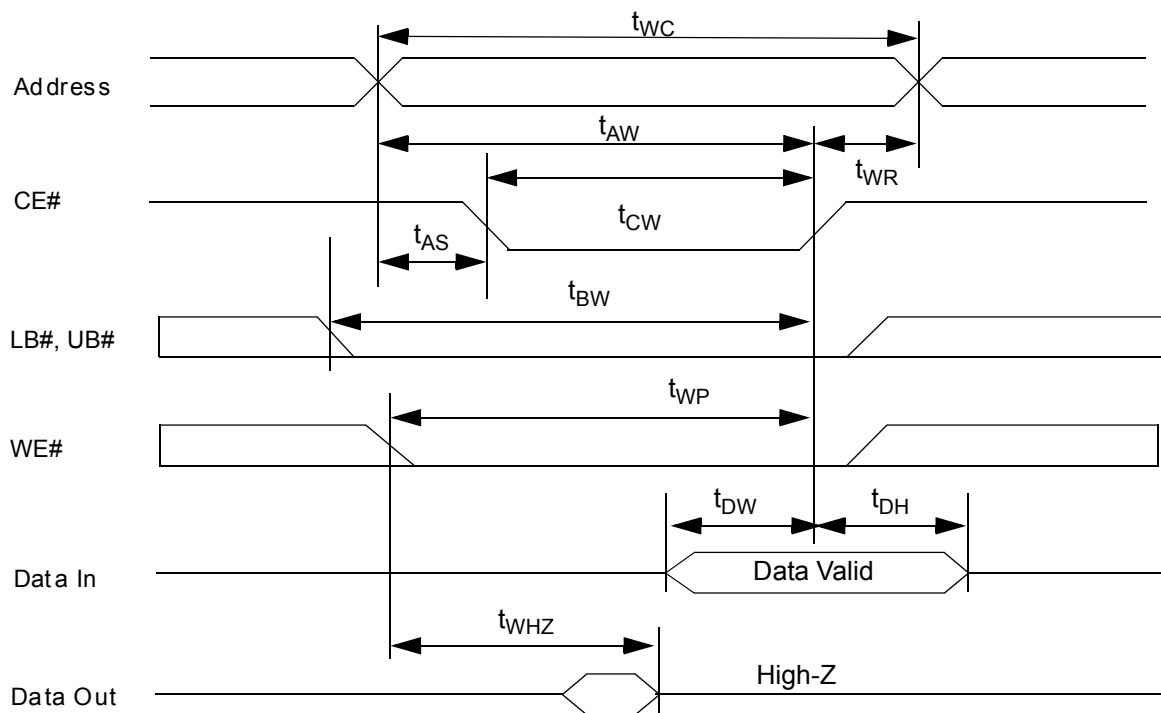 tWC
Address
tAW
tWR
CE#
tCW
tAS
tBW
LB#, UB#
tWP
WE#
tDW
tDH
Data In
Data Valid
tWHZ
High-Z
Data Out